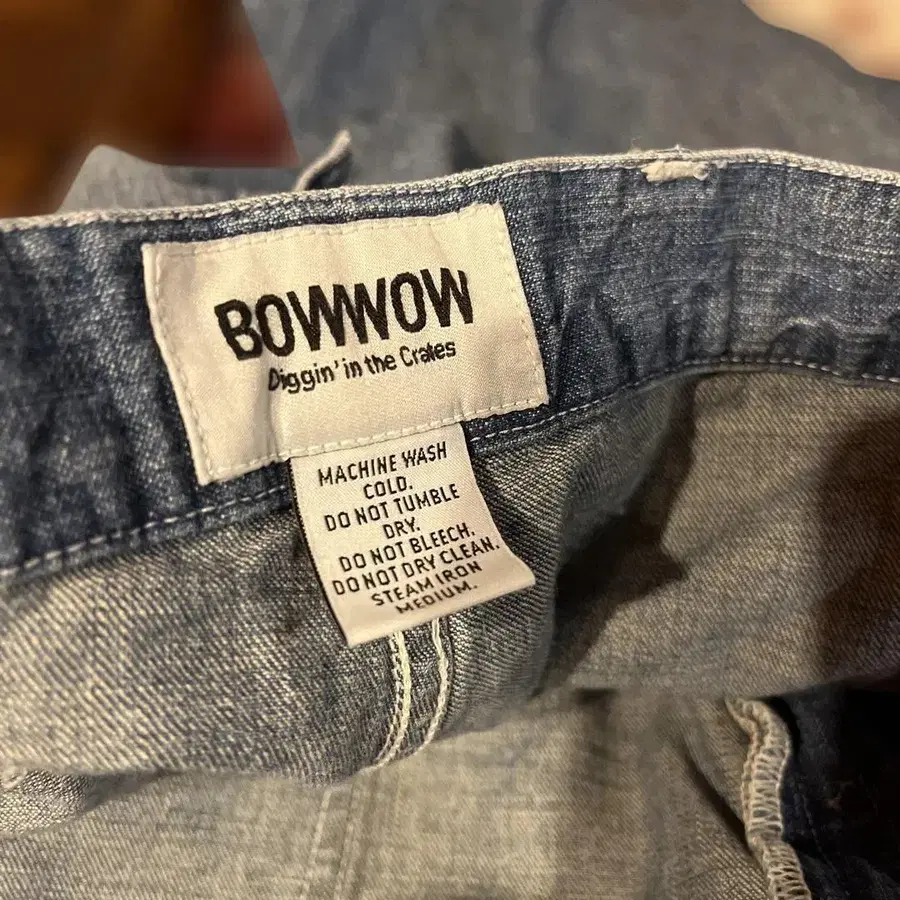 BOWWOW
Diggin' in the Crates
MACHINE WASH
COLD.
DO NOT TUMBLE
DRY.
DO NOT BLEECH.
DO NOT DRY CLEAN.
STEAM IRON
MEDIUM.